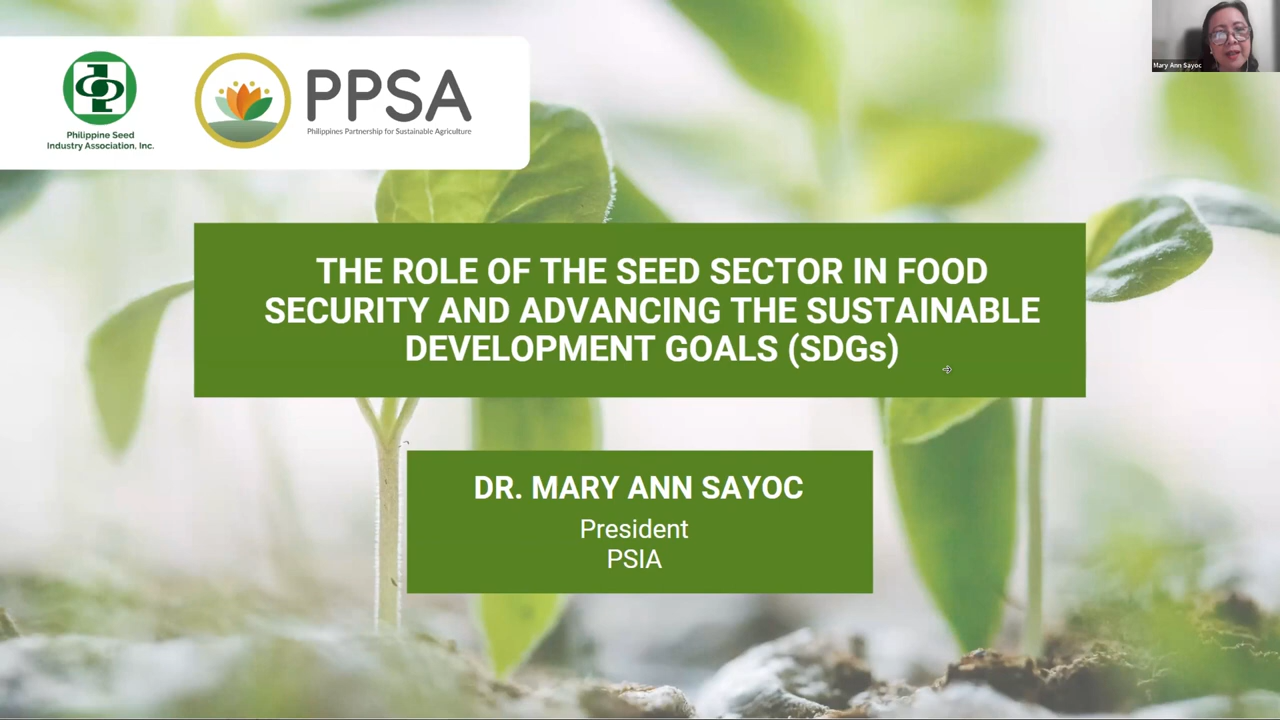 Philippine Seed
Industry Association, Inc.
PPSA
Philippines Partnership for Sustainable Agriculture
Mary Ann Sayoc
THE ROLE OF THE SEED SECTOR IN FOOD
SECURITY AND ADVANCING THE SUSTAINABLE
DEVELOPMENT GOALS (SDGs)
DR. MARY ANN SAYOC
President
PSIA